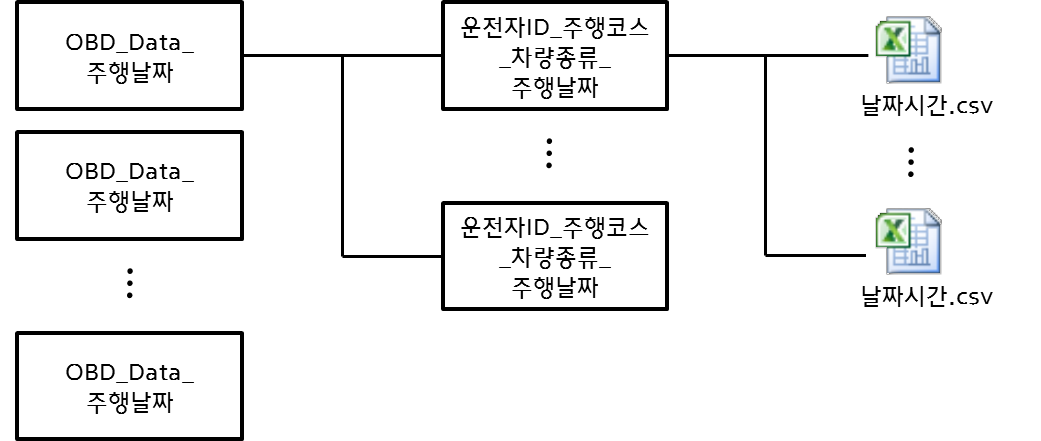 OBD_Data_
주행날짜
운전자ID_주행코스
_차량종류_
주행날짜
날짜시간.csv
OBD_Data_
주행날짜
운전자ID_주행코스
_차량종류_
주행날짜
날짜시간.csv
OBD_Data_
주행날짜